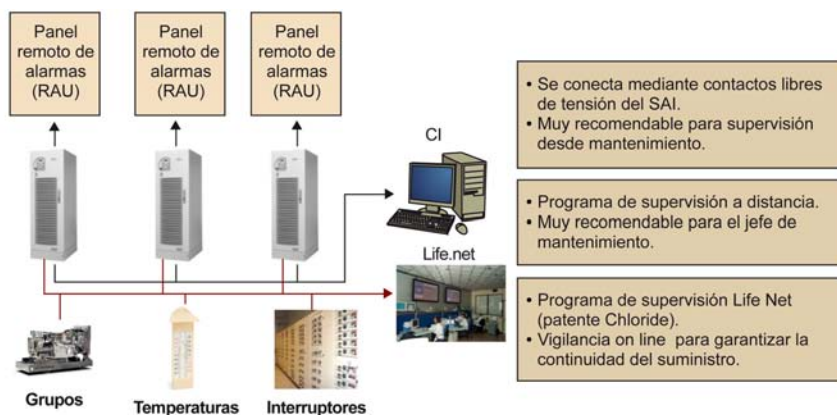 Panel
remoto de
alarmas
(RAU)
Panel
remoto de
alarmas
(RAU)
Panel
remoto de
alarmas
(RAU)
CI
Life.net
• Se conecta mediante contactos libres
de tensión del SAI.
• Muy recomendable para supervisión
desde mantenimiento.
• Programa de supervisión a distancia.
• Muy recomendable para el jefe de
mantenimiento.
• Programa de supervisión Life Net
(patente Chloride).
• Vigilancia on line para garantizar la
continuidad del suministro.
Grupos
Temperaturas
Interruptores